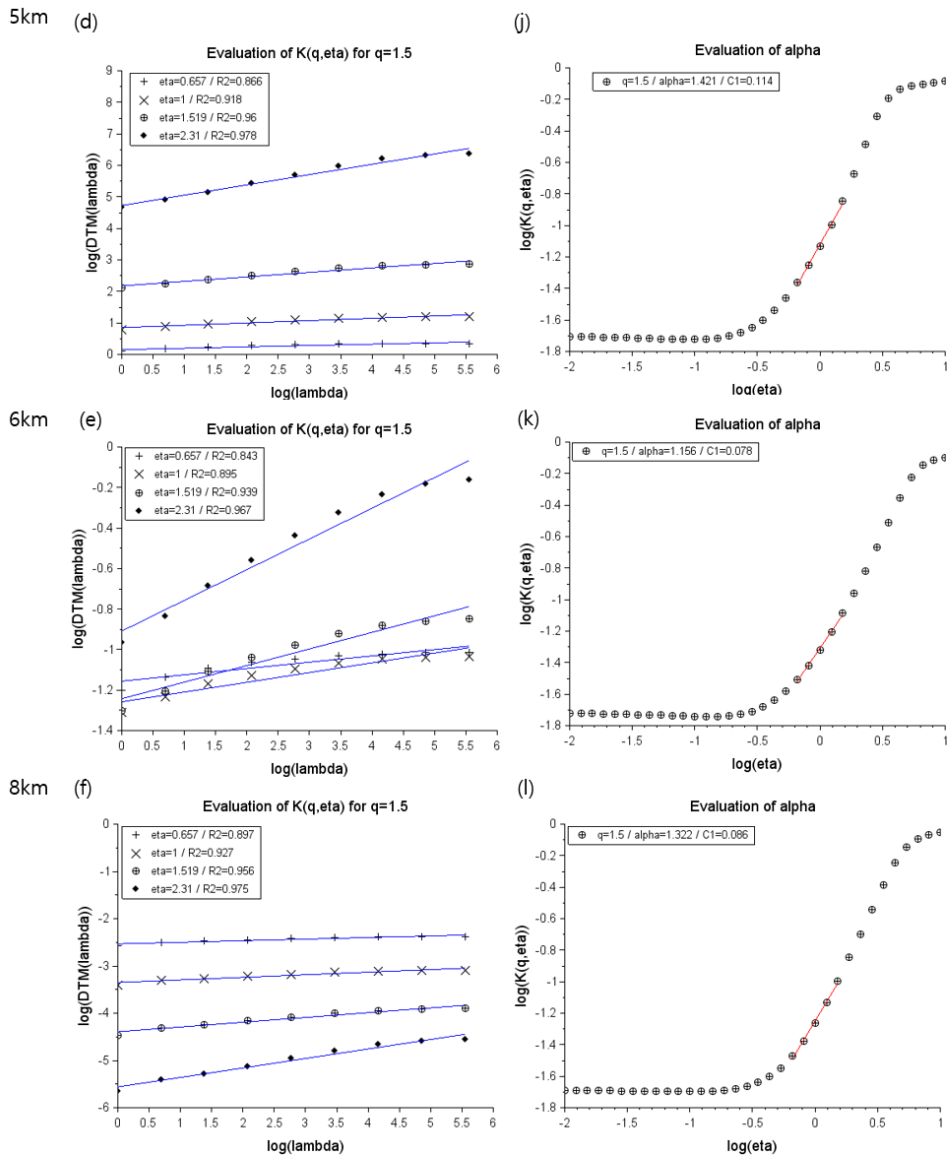 5km
(d)
Evaluation of K(q,eta) for q=1.5
eta=0.657 / R2=0.866
eta=1 / R2=0.918
eta=1.519 / R2=0.96
eta=2.31 / R2=0.978
9
8
7
6
5
4
3
2
1
0
log(DTM(lambda))
0 0.5 1 1.5 2 2.5 3 3.5 4 4.5 5 5.5 6
log(lambda)
(j)
Evaluation of alpha
q=1.5 / alpha=1.421 / C1=0.114
0
-0.2
-0.4
-0.6
-0.8
-1
-1.2
-1.4
-1.6
-1.8
log(K(q,eta))
-2 -1.5 -1 -0.5 0 0.5 1
log(eta)
6km
(e)
Evaluation of K(q,eta) for q=1.5
eta=0.657 / R2=0.843
eta=1 / R2=0.895
eta=1.519 / R2=0.939
eta=2.31 / R2=0.967
0
-0.2
-0.4
-0.6
-0.8
-1
-1.2
-1.4
log(DTM(lambda))
0 0.5 1 1.5 2 2.5 3 3.5 4 4.5 5 5.5 6
log(lambda)
(k)
Evaluation of alpha
q=1.5 / alpha=1.156 / C1=0.078
0
-0.2
-0.4
-0.6
-0.8
-1
-1.2
-1.4
-1.6
-1.8
log(K(q,eta))
-2 -1.5 -1 -0.5 0 0.5 1
log(eta)
8km
(f)
Evaluation of K(q,eta) for q=1.5
eta=0.657 / R2=0.897
eta=1 / R2=0.927
eta=1.519 / R2=0.956
eta=2.31 / R2=0.975
0
-1
-2
-3
-4
-5
-6
log(DTM(lambda))
0 0.5 1 1.5 2 2.5 3 3.5 4 4.5 5 5.5 6
log(lambda)
(l)
Evaluation of alpha
q=1.5 / alpha=1.322 / C1=0.086
0
-0.2
-0.4
-0.6
-0.8
-1
-1.2
-1.4
-1.6
-1.8
log(K(q,eta))
-2 -1.5 -1 -0.5 0 0.5 1
log(eta)